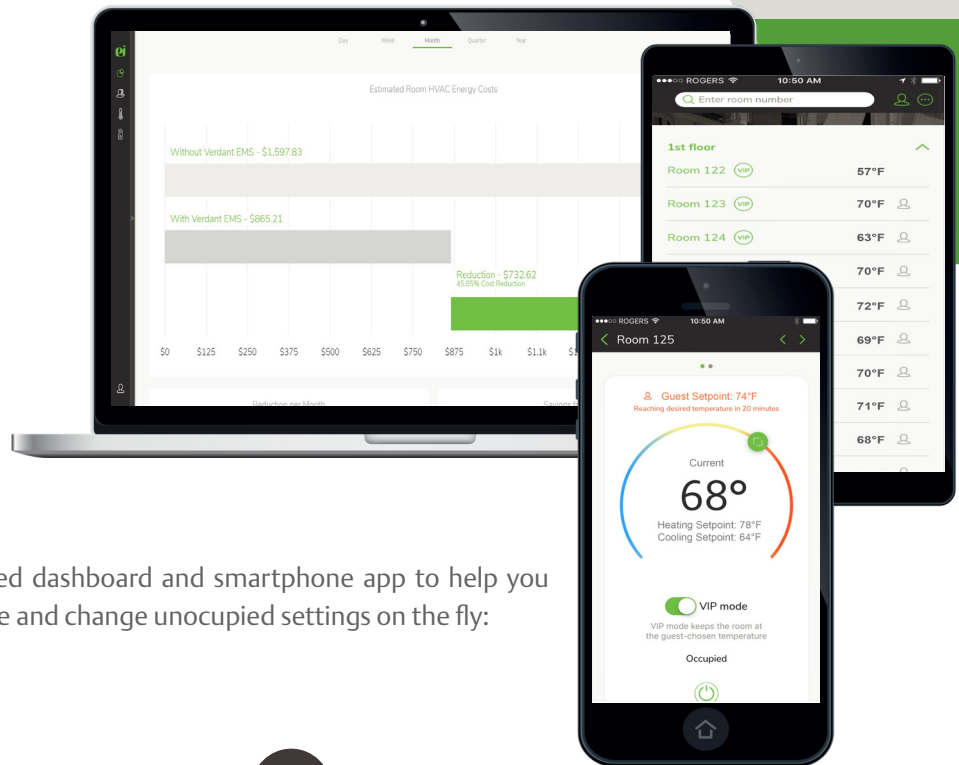 Day Week Month Quarter Year
Estimated Room HVAC Energy Costs
Without Verdant EMS - $1,597.83
With Verdant EMS - $865.21
Reduction - $732.62
45.85% Cost Reduction
$0 $125 $250 $375 $500 $625 $750 $875 $1k $1.1k
Reduction per Month
ROGERS 10:50 AM
Enter room number
1st floor
Room 122 VIP 57°F
Room 123 VIP 70°F
Room 124 VIP 63°F
70°F
72°F
69°F
70°F
71°F
68°F
ROGERS 10:50 AM
Room 125
Guest Setpoint: 74°F
Reaching desired temperature in 20 minutes
Current
68°
Heating Setpoint: 78°F
Cooling Setpoint: 64°F
VIP mode
VIP mode keeps the room at
the guest-chosen temperature
Occupied
dashboard and smartphone app to help you
and change unocupied settings on the fly: